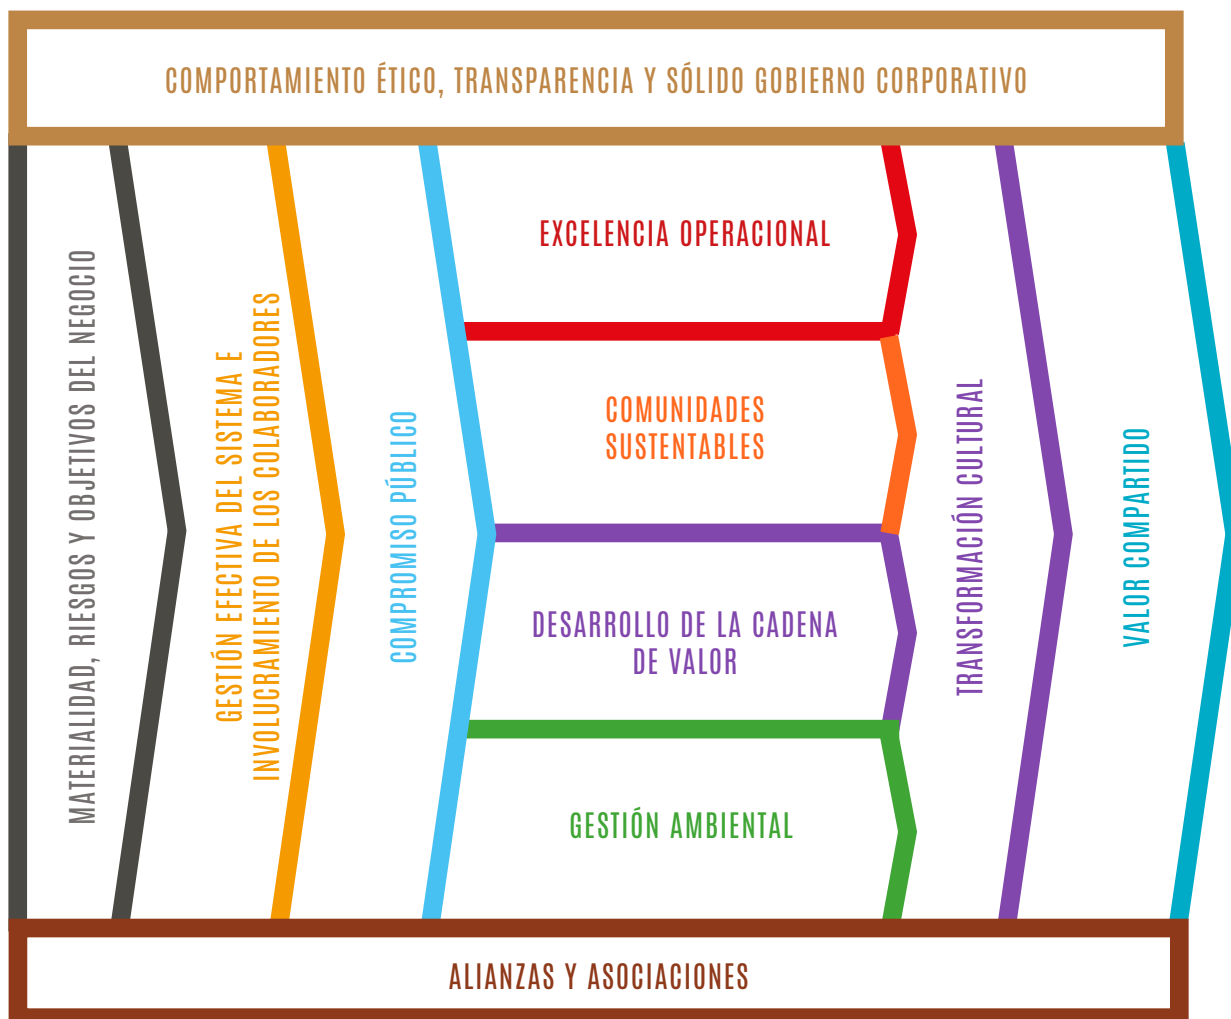 COMPORTAMIENTO ÉTICO, TRANSPARENCIA Y SÓLIDO GOBIERNO CORPORATIVO
MATERIALIDAD, RIESGOS Y OBJETIVOS DEL NEGOCIO
GESTIÓN EFECTIVA DEL SISTEMA E
INVOLUCRAMIENTO DE LOS COLABORADORES
COMPROMISO PÚBLICO
EXCELENCIA OPERACIONAL
COMUNIDADES
SUSTENTABLES
DESARROLLO DE LA CADENA
DE VALOR
GESTIÓN AMBIENTAL
TRANSFORMACIÓN CULTURAL
VALOR COMPARTIDO
ALIANZAS Y ASOCIACIONES